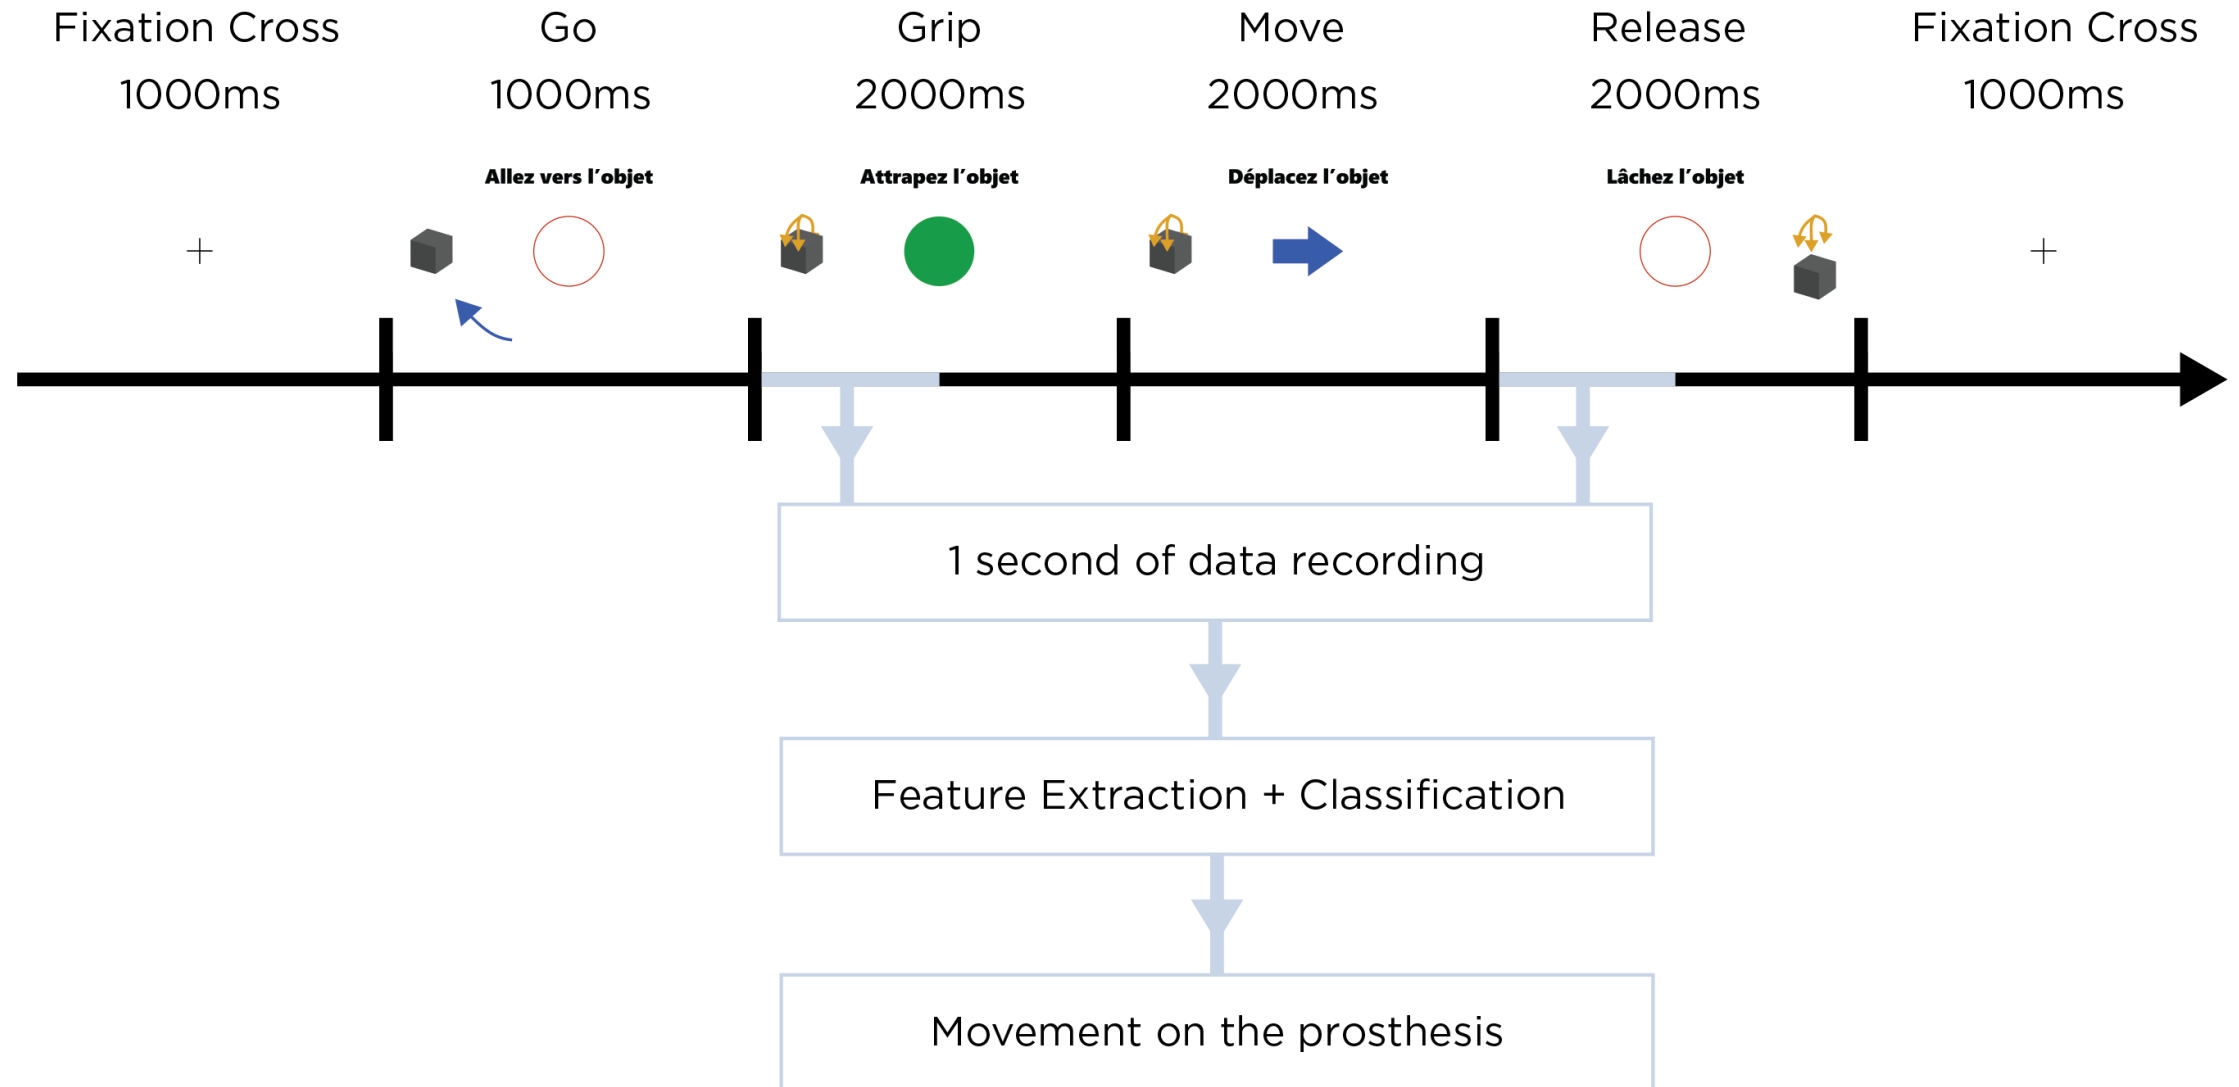 Fixation Cross
Go
Grip
Move
Release
Fixation Cross
1000ms
1000ms
2000ms
2000ms
2000ms
1000ms
Allez vers l'objet
Attrapez l'objet
Déplacez l'objet
Lâchez l'objet
1 second of data recording
Feature Extraction + Classification
Movement on the prosthesis